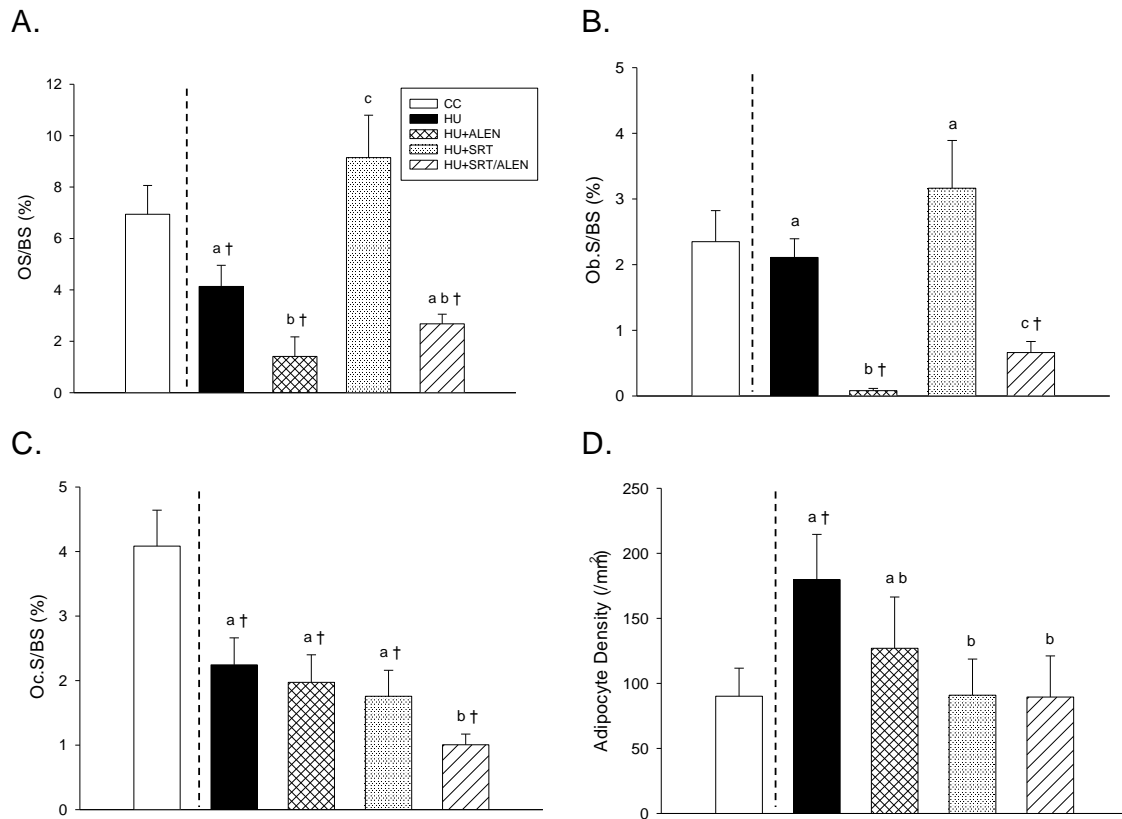 A.
OS/BS (%)
12
10
8
6
4
2
0
a †
b †
c
a b †
CC
HU
HU+ALEN
HU+SRT
HU+SRT/ALEN
B.
Ob.S/BS (%)
5
4
3
2
1
0
a
b †
a
c †
C.
Oc.S/BS (%)
5
4
3
2
1
0
a †
a †
a †
b †
D.
Adipocyte Density (/mm²)
250
200
150
100
50
0
a †
a b
b
b